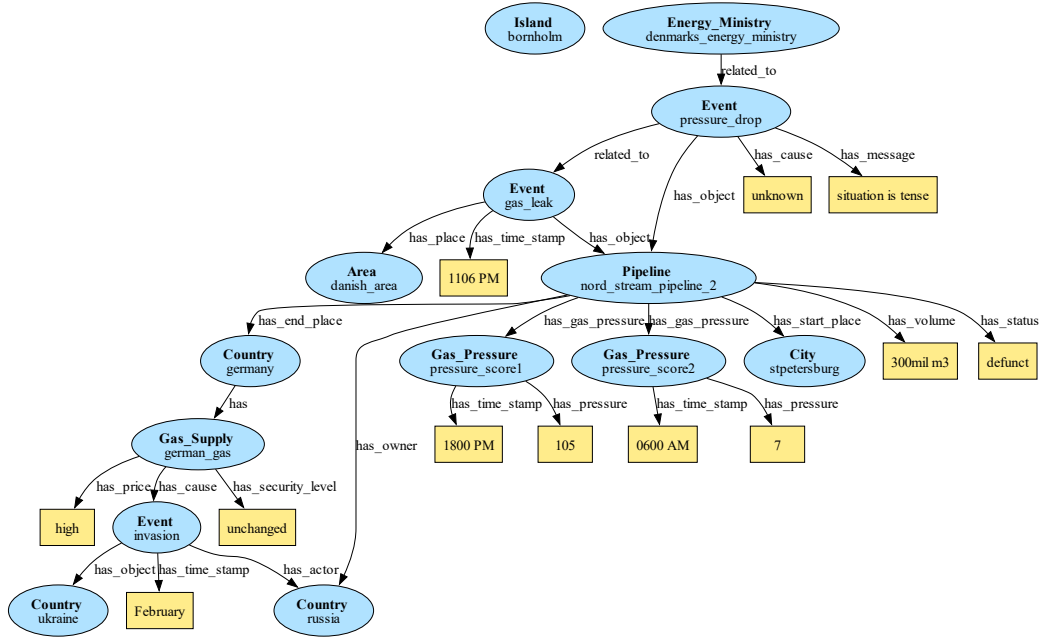 Island
bornholm
Energy_Ministry
denmarks_energy_ministry
related_to
Event
pressure_drop
related_to
has_object
has_cause
has_message
Event
gas_leak
unknown
situation is tense
has_place
has_time_stamp
has_object
Area
danish_area
1106 PM
Pipeline
nord_stream_pipeline_2
has_end_place
has_gas_pressure
has_gas_pressure
has_start_place
has_volume
has_status
Country
germany
Gas_Pressure
pressure_score1
Gas_Pressure
pressure_score2
City
stpetersburg
300mil m3
defunct
has
has_time_stamp
has_pressure
has_time_stamp
has_pressure
Gas_Supply
german_gas
has_owner
1800 PM
105
0600 AM
7
has_price
has_cause
has_security_level
high
Event
invasion
unchanged
has_object
has_time_stamp
has_actor
Country
ukraine
February
Country
russia